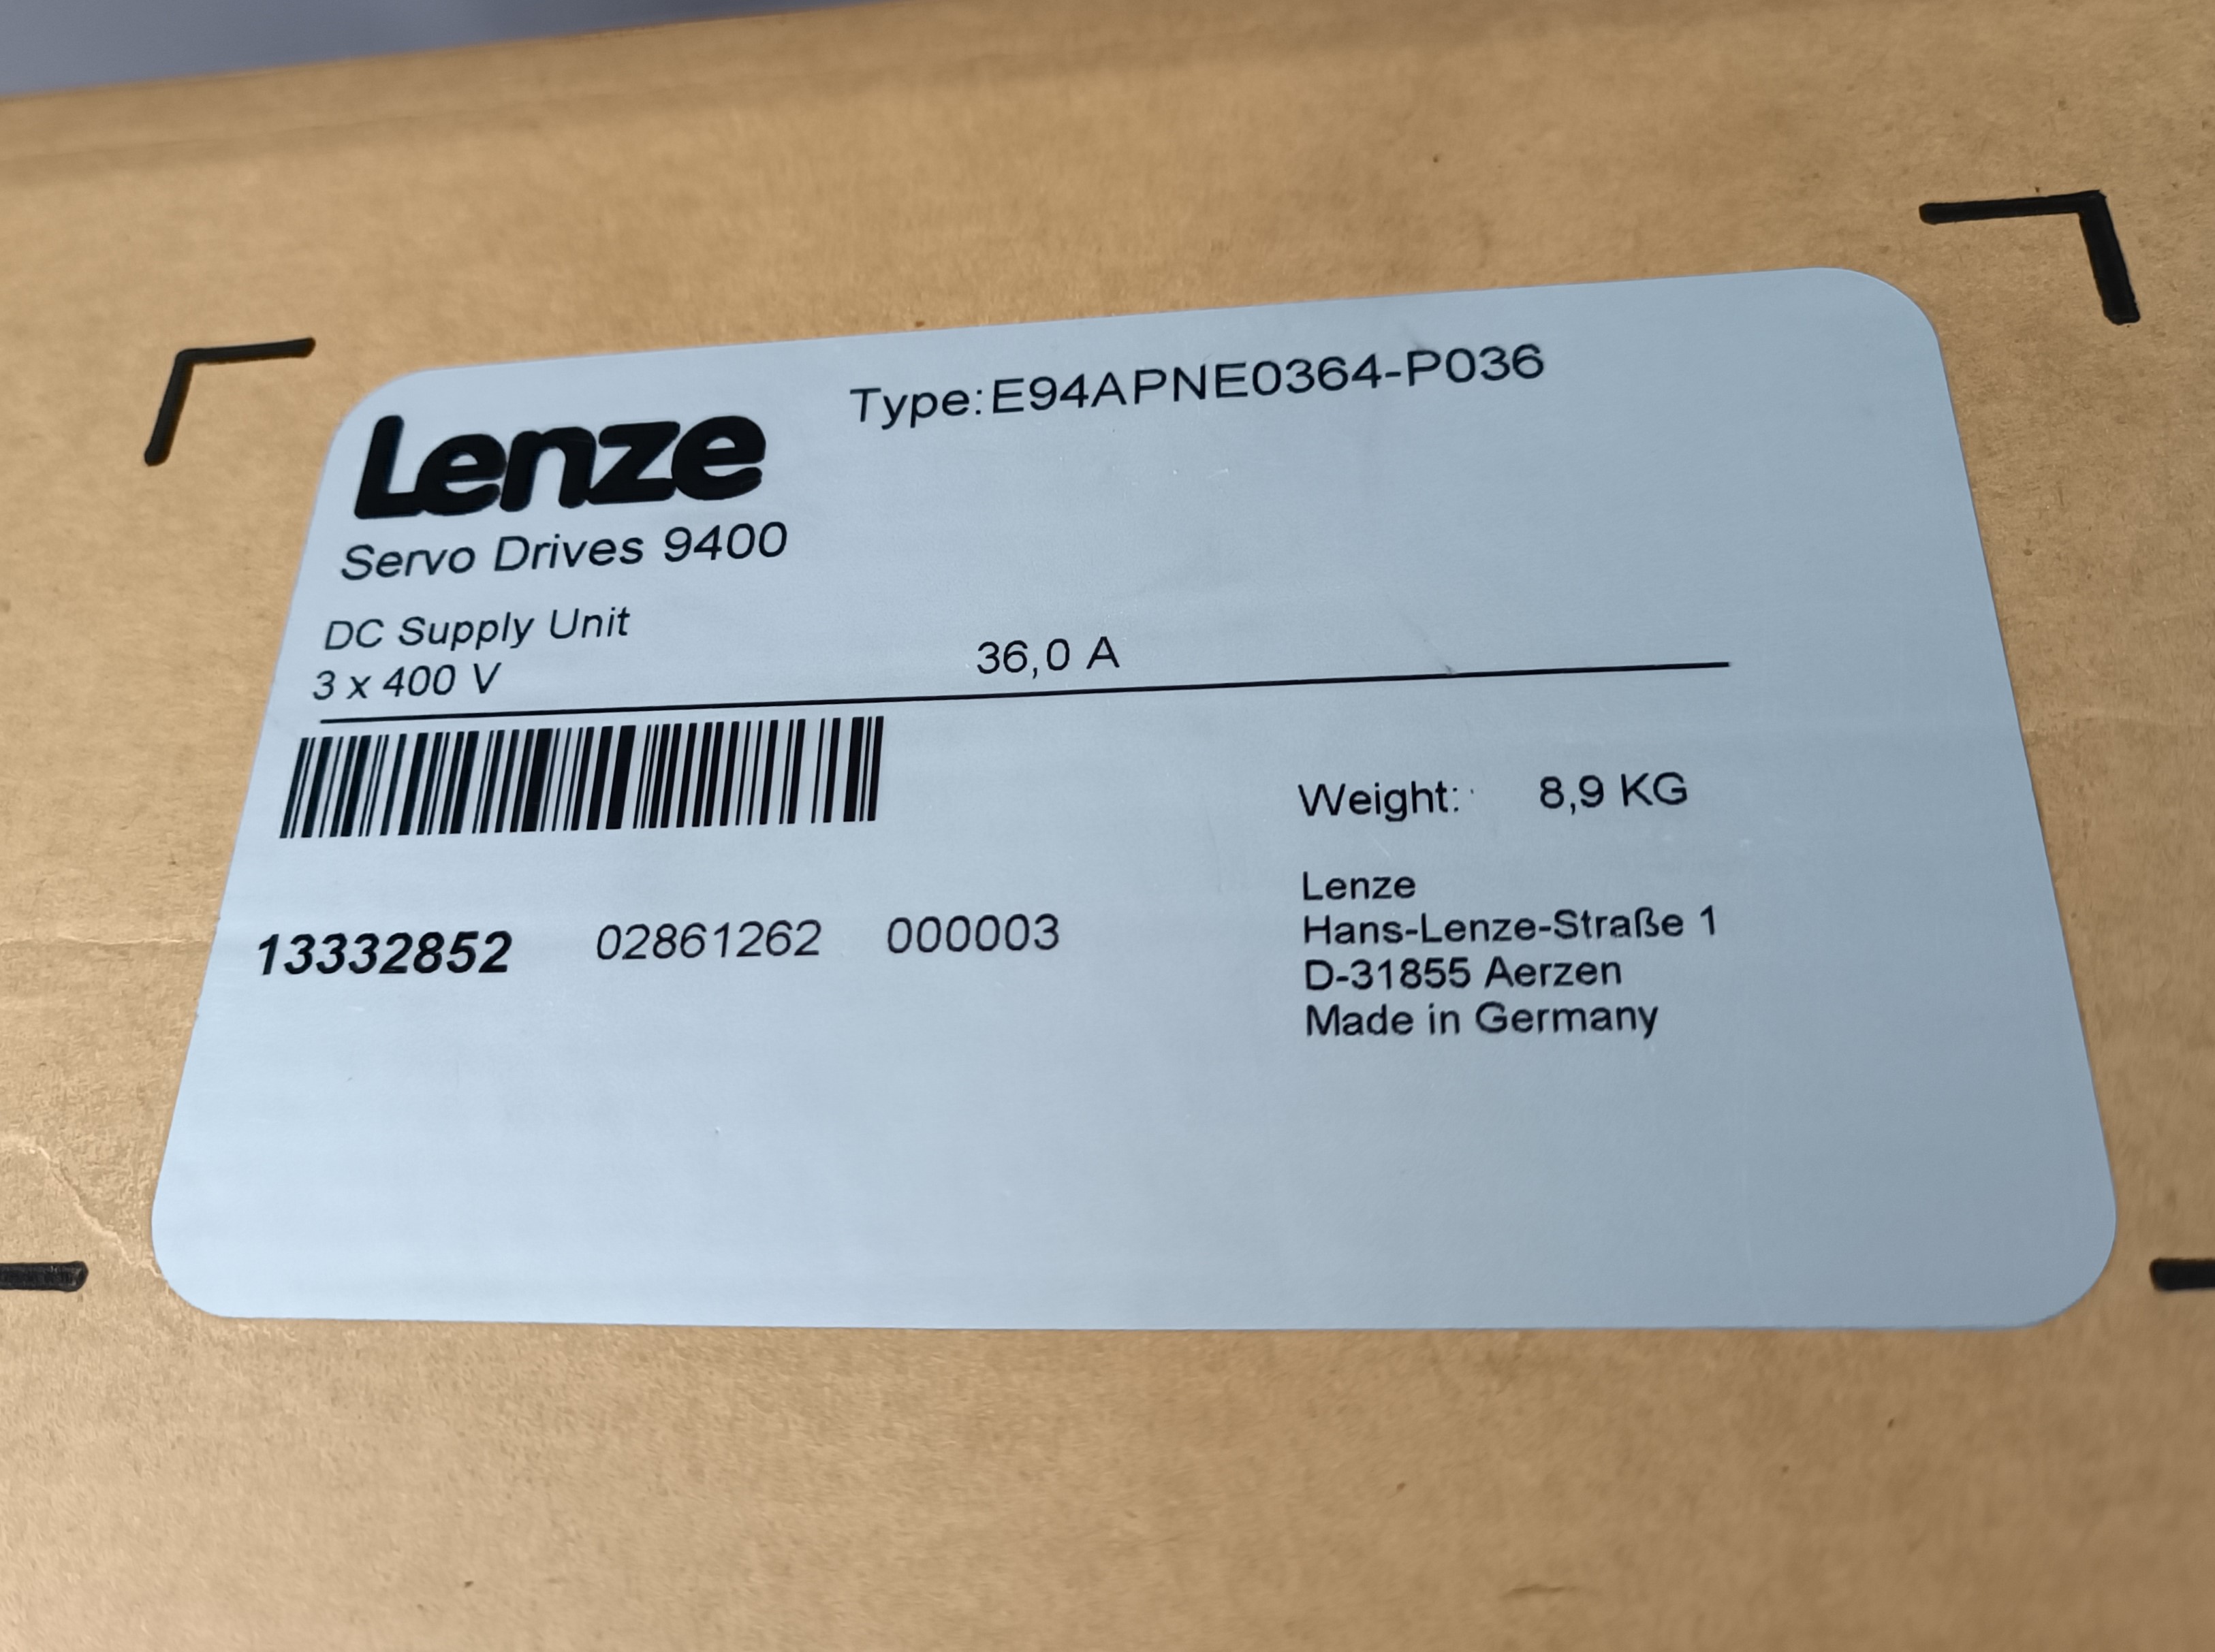 Lenze
Type:E94APNE0364-P036
Servo Drives 9400
DC Supply Unit
3 x 400 V 36,0 A
Weight: 8,9 KG
13332852 02861262 000003
Lenze
Hans-Lenze-Straße 1
D-31855 Aerzen
Made in Germany